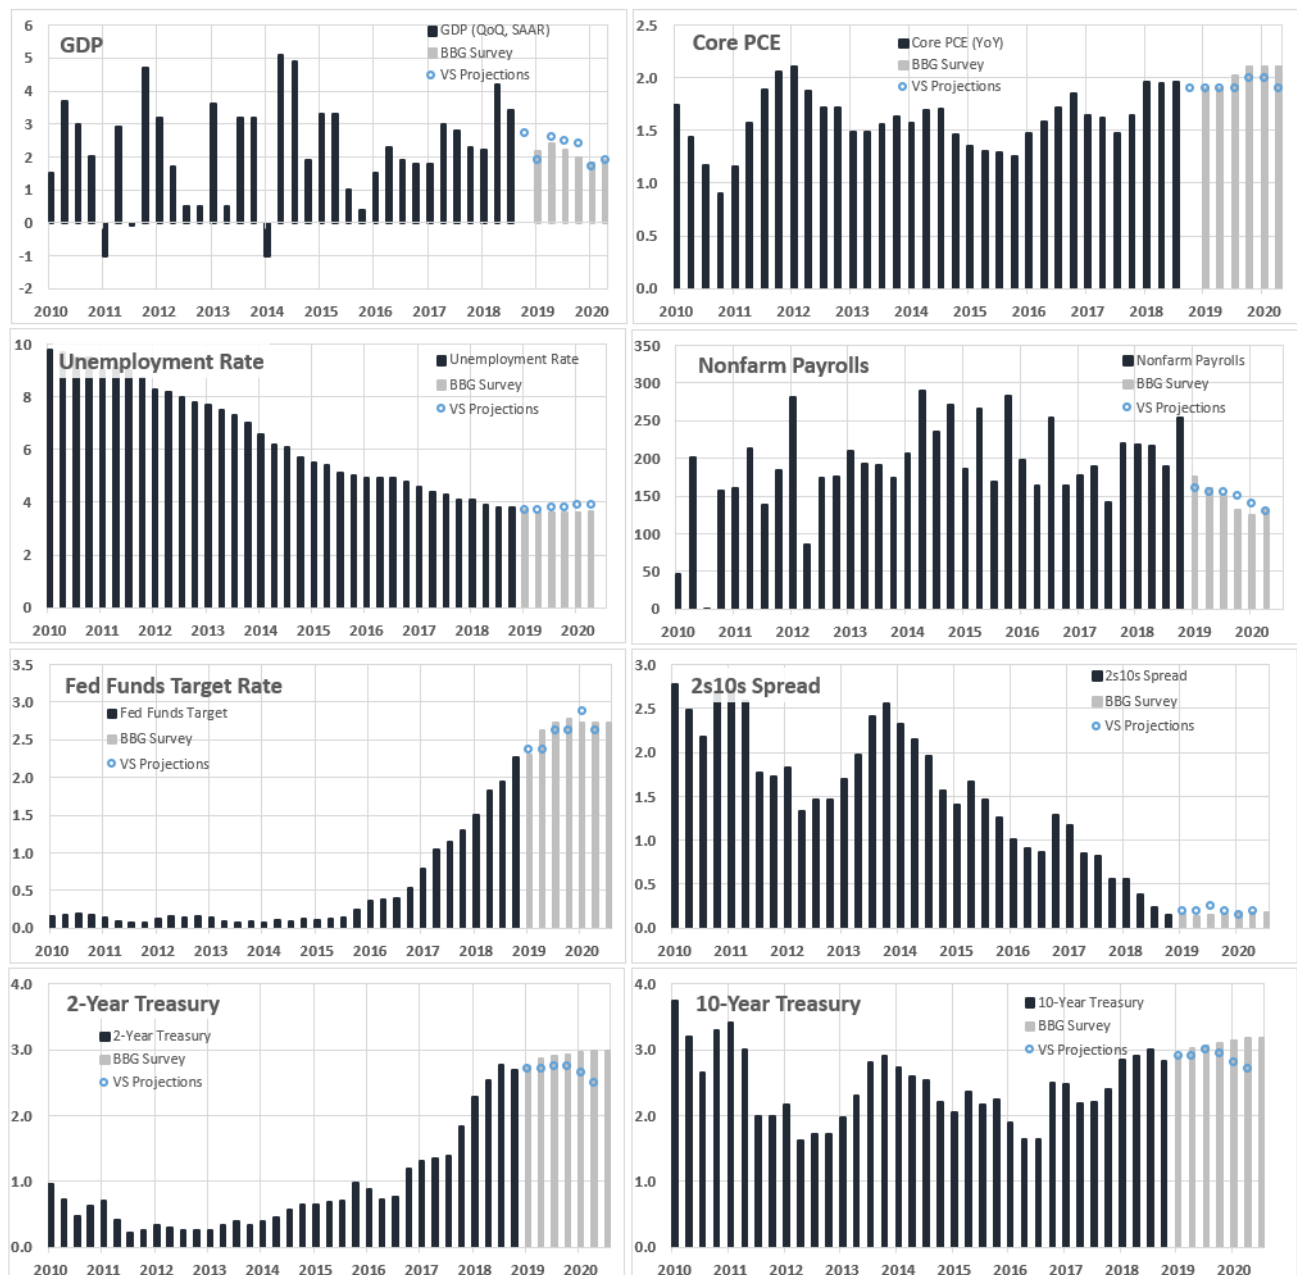 GDP
GDP (QoQ, SAAR)
BBG Survey
VS Projections
6
5
4
3
2
1
0
-1
-2
2010 2011 2012 2013 2014 2015 2016 2017 2018 2019 2020
Core PCE
Core PCE (YoY)
BBG Survey
VS Projections
2.5
2.0
1.5
1.0
0.5
0.0
2010 2011 2012 2013 2014 2015 2016 2017 2018 2019 2020
Unemployment Rate
Unemployment Rate
BBG Survey
VS Projections
10
8
6
4
2
0
2010 2011 2012 2013 2014 2015 2016 2017 2018 2019 2020
Nonfarm Payrolls
Nonfarm Payrolls
BBG Survey
VS Projections
350
300
250
200
150
100
50
0
2010 2011 2012 2013 2014 2015 2016 2017 2018 2019 2020
Fed Funds Target Rate
Fed Funds Target
BBG Survey
VS Projections
3.5
3.0
2.5
2.0
1.5
1.0
0.5
0.0
2010 2011 2012 2013 2014 2015 2016 2017 2018 2019 2020
2s10s Spread
2s10s Spread
BBG Survey
VS Projections
3.0
2.5
2.0
1.5
1.0
0.5
0.0
2010 2011 2012 2013 2014 2015 2016 2017 2018 2019 2020
2-Year Treasury
2-Year Treasury
BBG Survey
VS Projections
4.0
3.0
2.0
1.0
0.0
2010 2011 2012 2013 2014 2015 2016 2017 2018 2019 2020
10-Year Treasury
10-Year Treasury
BBG Survey
VS Projections
4.0
3.0
2.0
1.0
0.0
2010 2011 2012 2013 2014 2015 2016 2017 2018 2019 2020